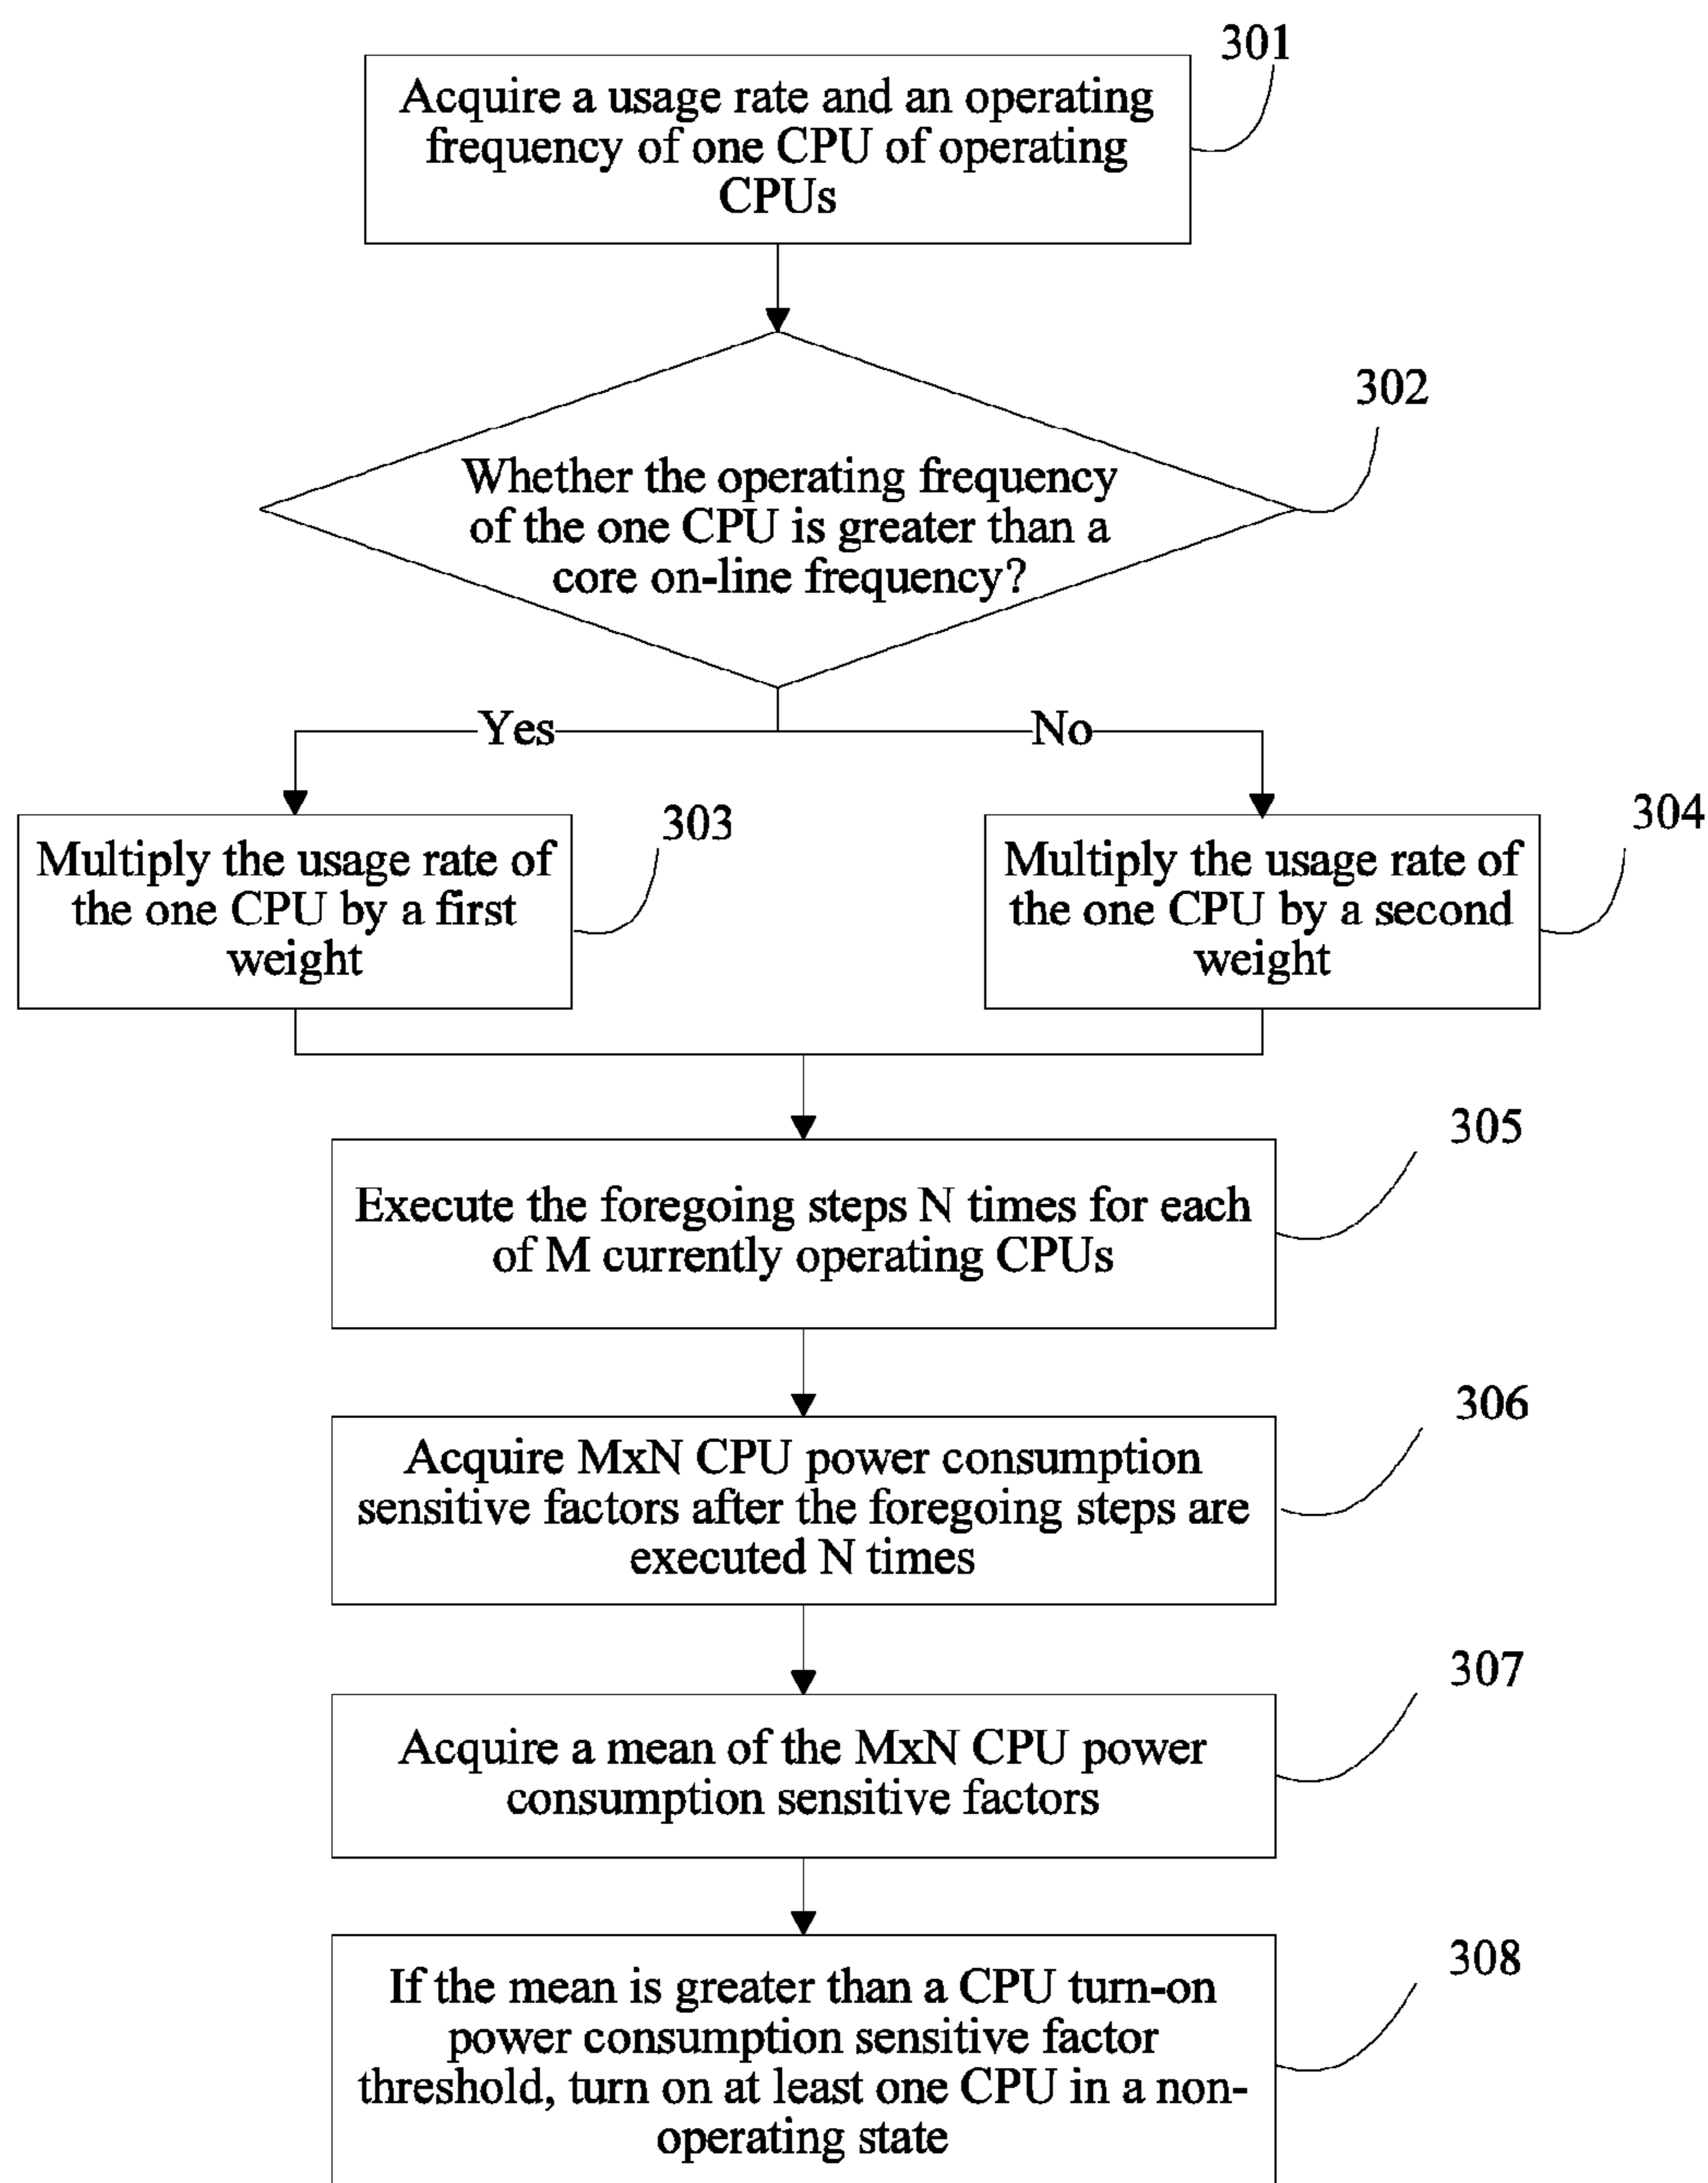 301
Acquire a usage rate and an operating
frequency of one CPU of operating
CPUs
302
Whether the operating frequency
of the one CPU is greater than a
core on-line frequency?
Yes
No
303
Multiply the usage rate of
the one CPU by a first
weight
304
Multiply the usage rate of
the one CPU by a second
weight
305
Execute the foregoing steps N times for each
of M currently operating CPUs
306
Acquire MxN CPU power consumption
sensitive factors after the foregoing steps are
executed N times
307
Acquire a mean of the MxN CPU power
consumption sensitive factors
308
If the mean is greater than a CPU turn-on
power consumption sensitive factor
threshold, turn on at least one CPU in a non-
operating state